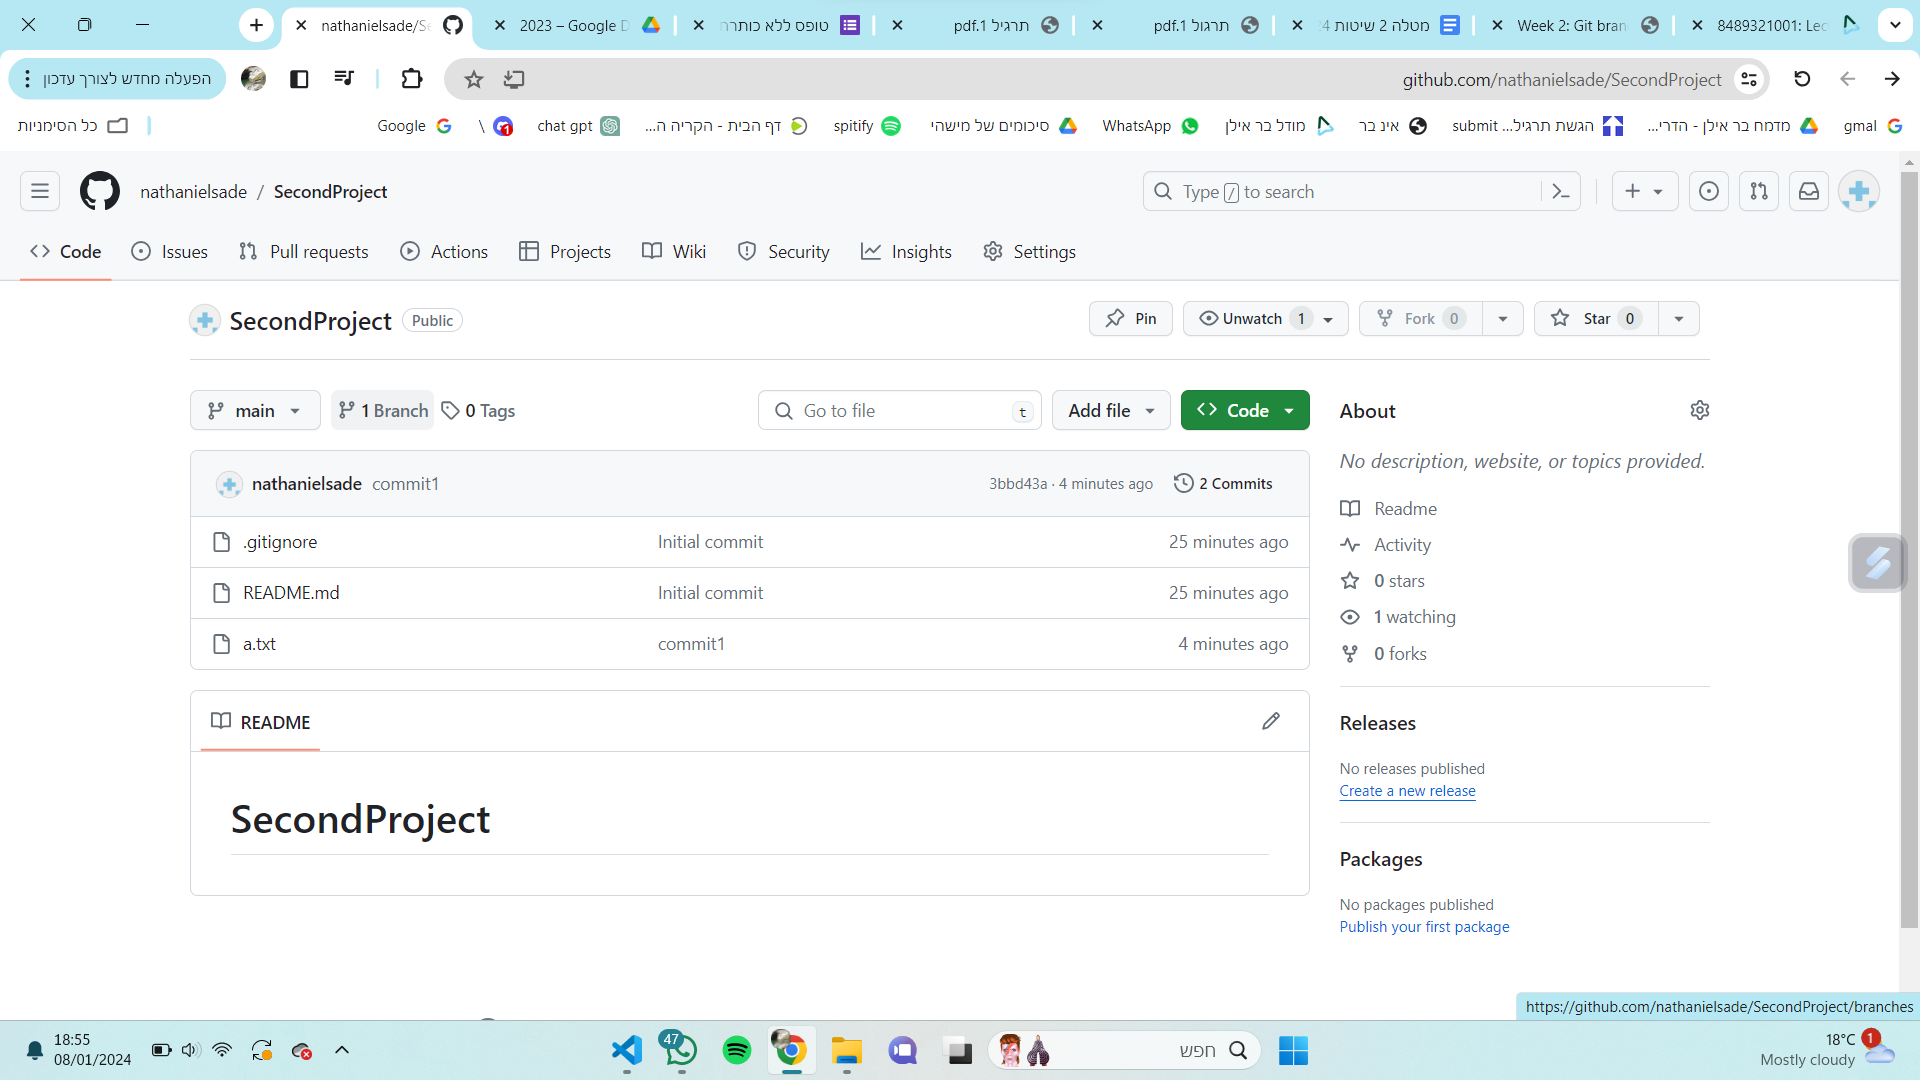 nathanielsade/Se
2023 – Google D
טופס ללא כותרת
תרגיל 1.pdf
תרגול 1.pdf
מטלה 2 שיטות
Week 2: Git bran
8489321001: Lec
הפעלה מחדש לצורך עדכון
github.com/nathanielsade/SecondProject
כל הסימניות
Google
\
chat gpt
דף הבית - הקריה ה...
spitify
סיכומים של מישהי
WhatsApp
מודל בר אילן
אינ בר
submit הגשת תרגיל...
מדמח בר אילן - הדרי...
gmal
nathanielsade / SecondProject
Type / to search
Code
Issues
Pull requests
Actions
Projects
Wiki
Security
Insights
Settings
SecondProject Public
Pin
Unwatch 1
Fork 0
Star 0
main
1 Branch
0 Tags
Go to file t
Add file
Code
nathanielsade commit1 3bbd43a · 4 minutes ago 2 Commits
.gitignore Initial commit 25 minutes ago
README.md Initial commit 25 minutes ago
a.txt commit1 4 minutes ago
README
SecondProject
About
No description, website, or topics provided.
Readme
Activity
0 stars
1 watching
0 forks
Releases
No releases published
Create a new release
Packages
No packages published
Publish your first package
https://github.com/nathanielsade/SecondProject/branches
18:55
08/01/2024
47
חפש
18°C
Mostly cloudy
1